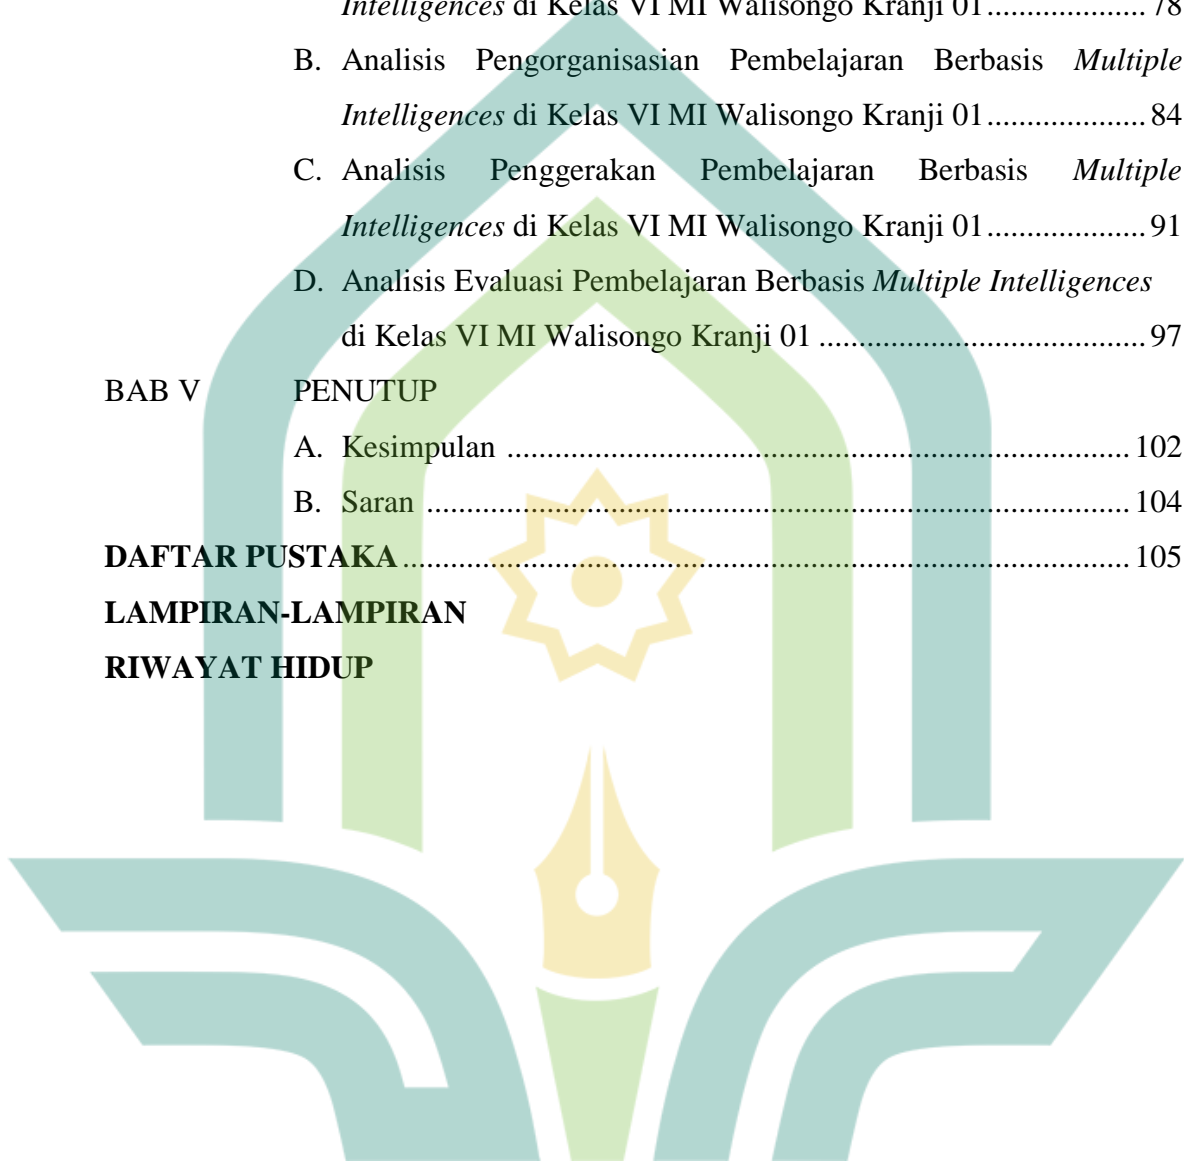 Intelligences di Kelas VI MI Walisongo Kranji 01.................... 78
B. Analisis Pengorganisasian Pembelajaran Berbasis Multiple
Intelligences di Kelas VI MI Walisongo Kranji 01.................... 84
C. Analisis Penggerakan Pembelajaran Berbasis Multiple
Intelligences di Kelas VI MI Walisongo Kranji 01.................... 91
D. Analisis Evaluasi Pembelajaran Berbasis Multiple Intelligences
di Kelas VI MI Walisongo Kranji 01 ......................................... 97
BAB V PENUTUP
A. Kesimpulan .............................................................................. 102
B. Saran ........................................................................................ 104
DAFTAR PUSTAKA ........................................................................................... 105
LAMPIRAN-LAMPIRAN
RIWAYAT HIDUP